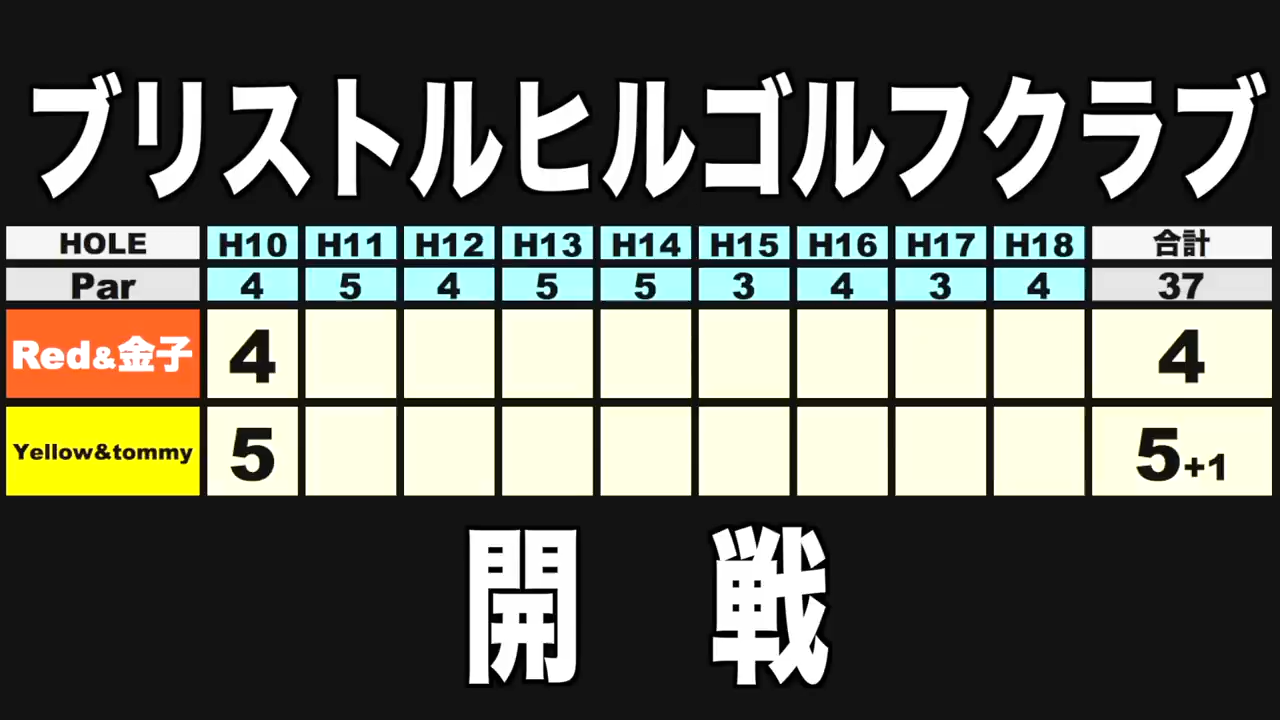 ブリストルヒルゴルフクラブ
HOLE H10 H11 H12 H13 H14 H15 H16 H17 H18 合計
Par 4 5 4 5 5 3 4 3 4 37
Red&金子 4 4
Yellow&tommy 5 5+1
開 戦